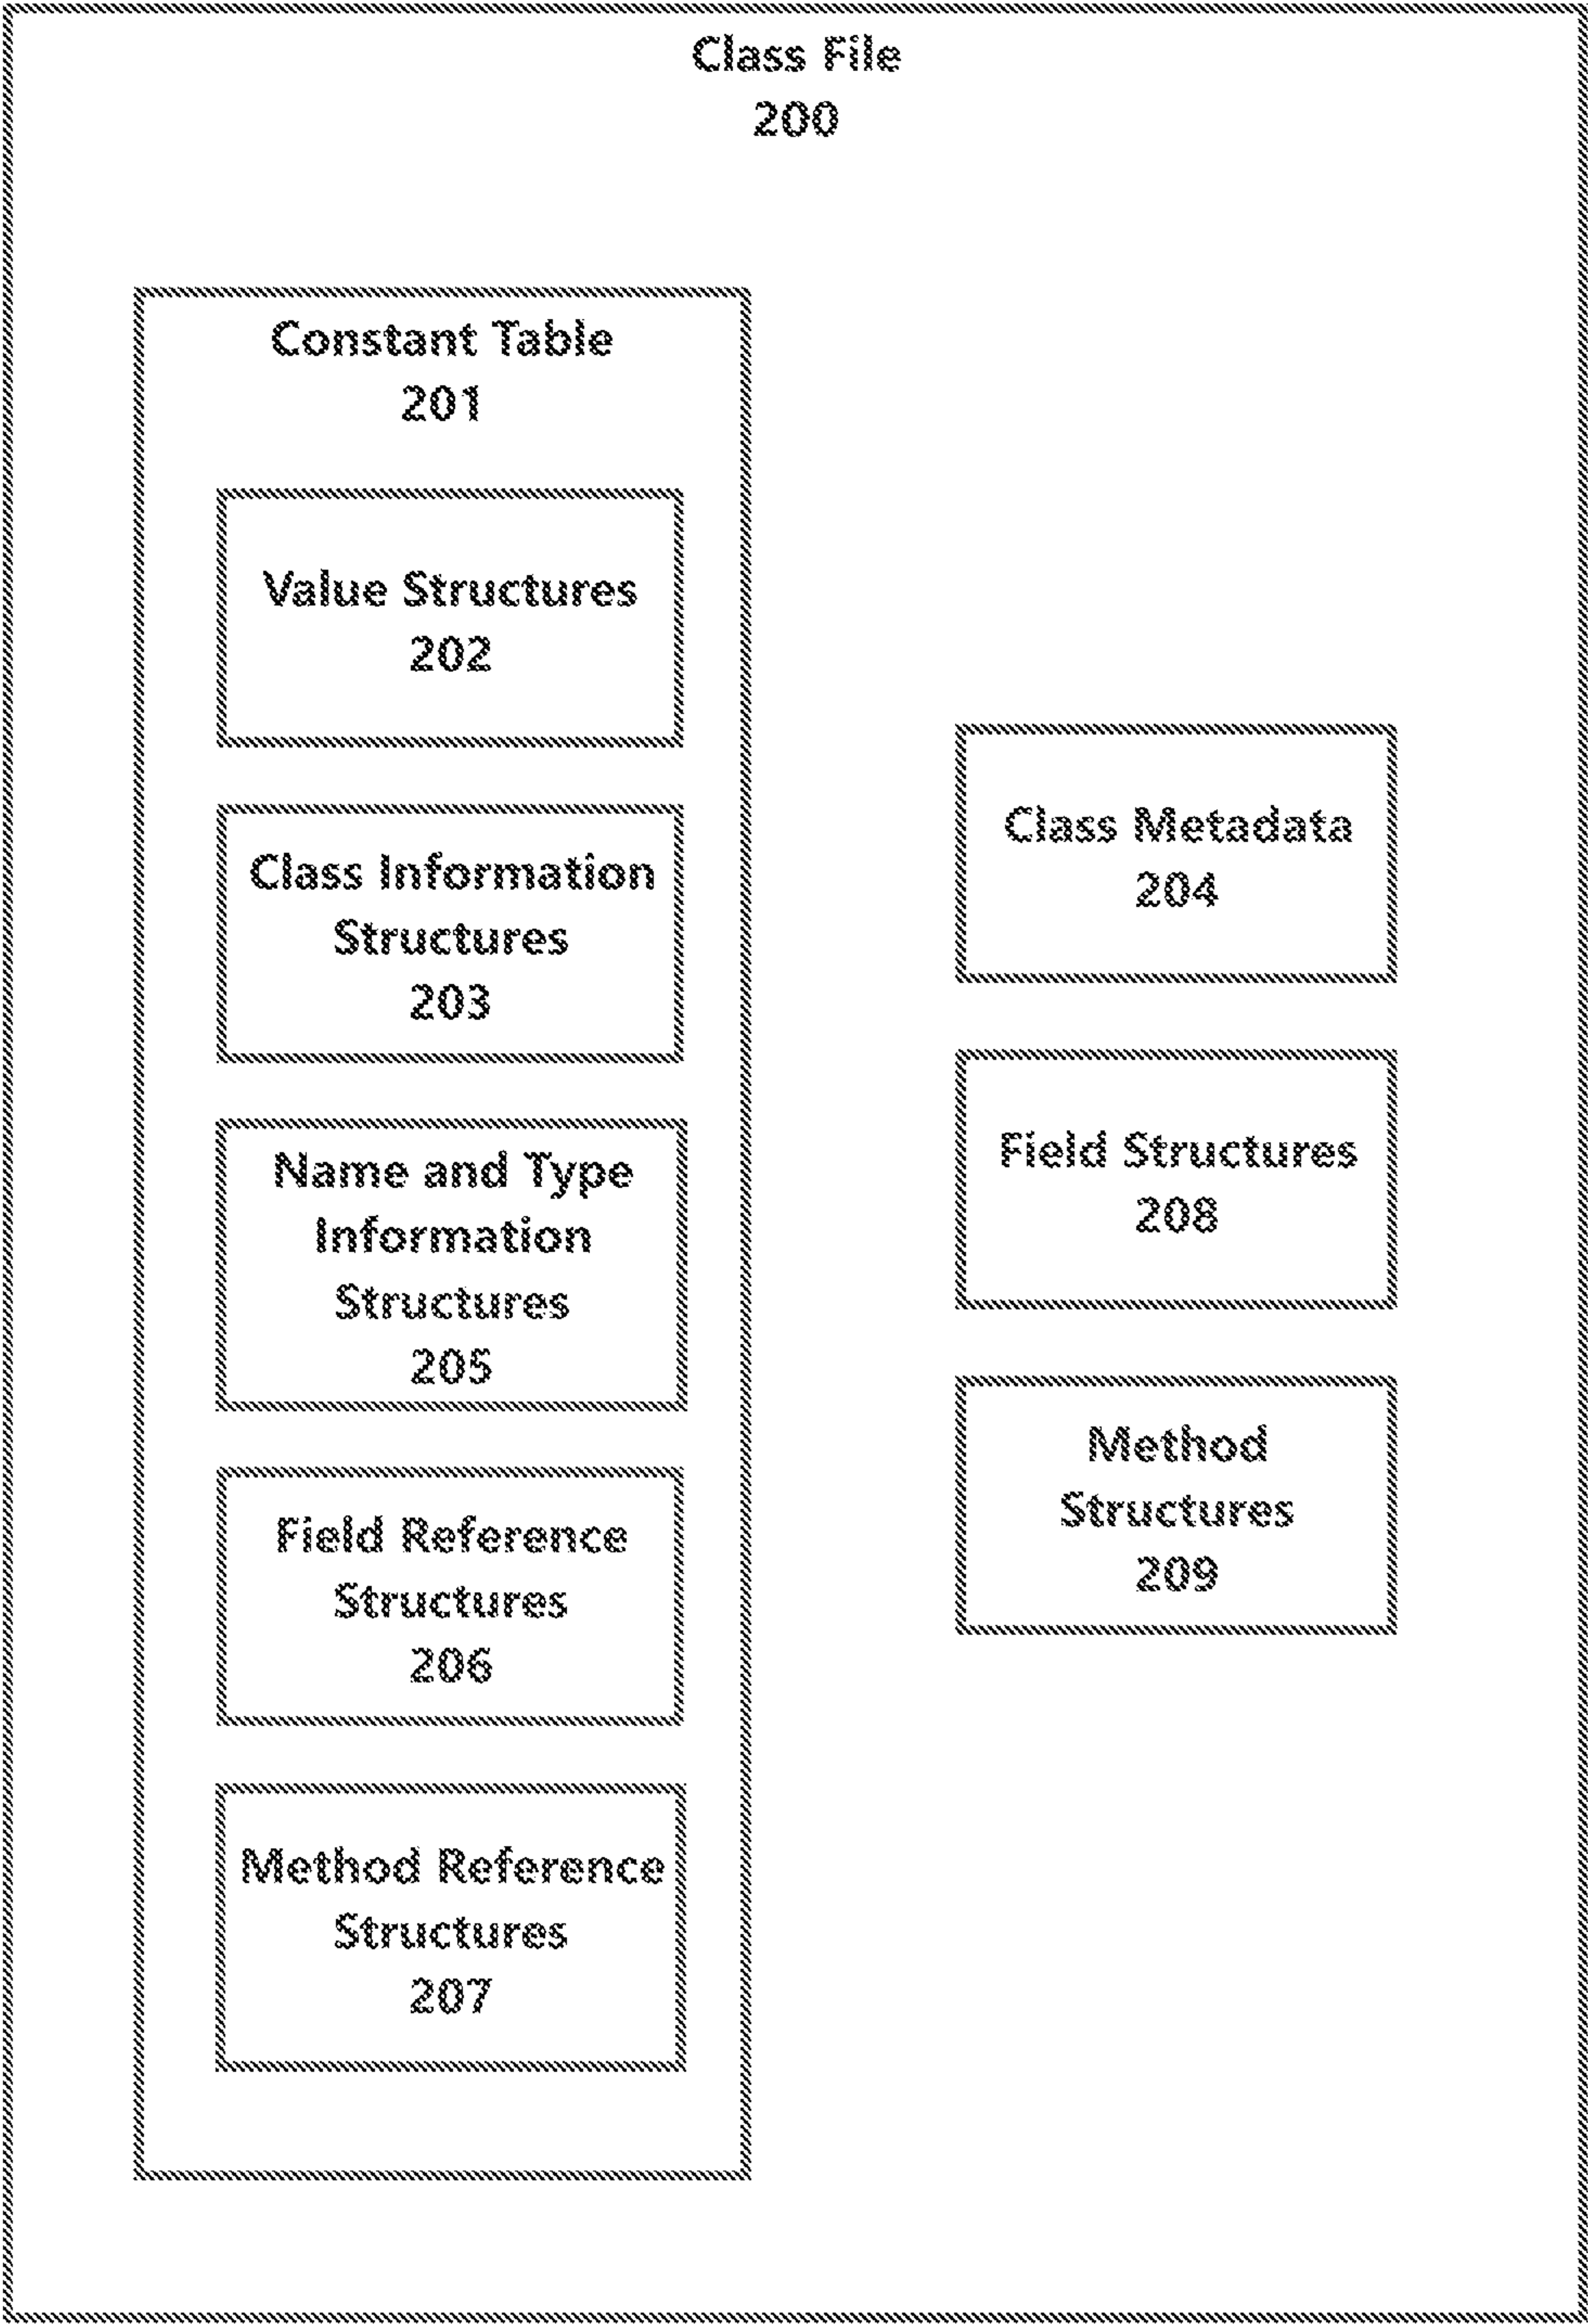 Class File
200
Constant Table
201
Value Structures
202
Class Information
Structures
203
Name and Type
Information
Structures
205
Field Reference
Structures
206
Method Reference
Structures
207
Class Metadata
204
Field Structures
208
Method
Structures
209